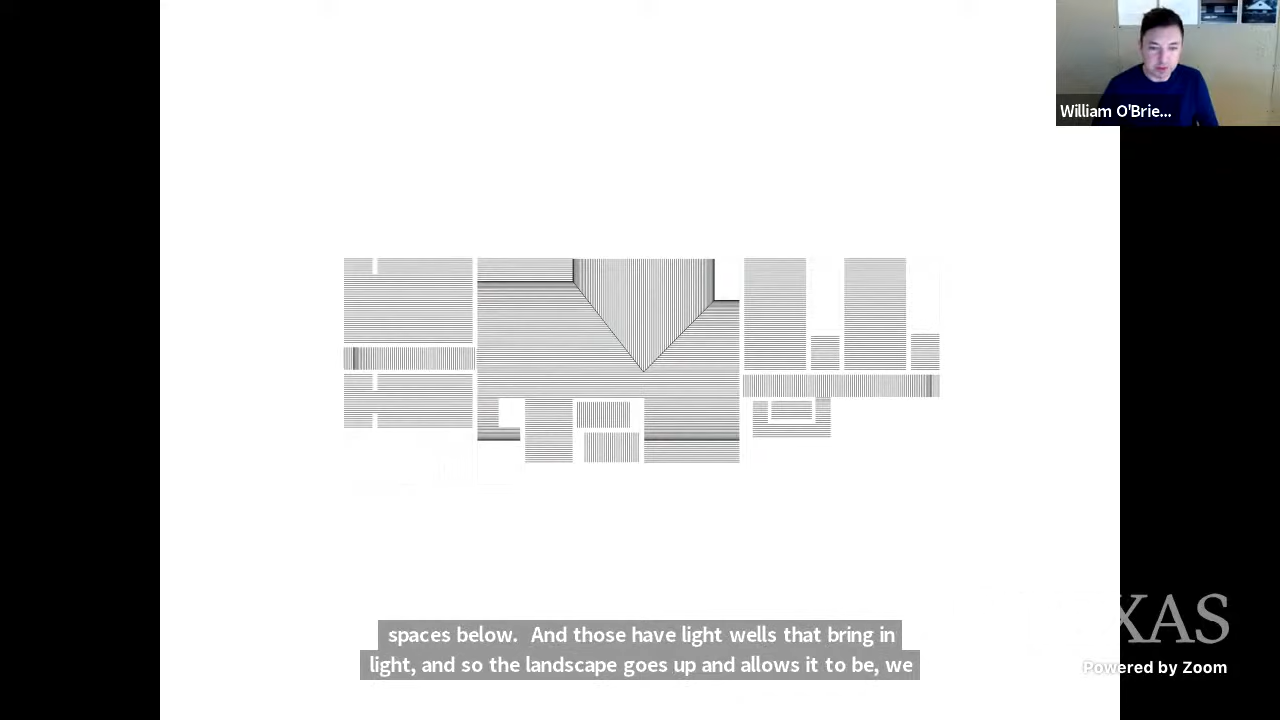 William O'Brie...
spaces below. And those have light wells that bring in
light, and so the landscape goes up and allows it to be, we
XAS
Powered by Zoom